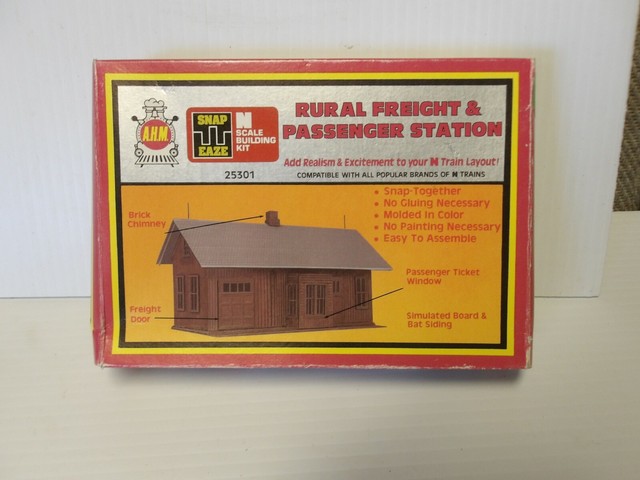 A.H.M.
SNAP
TT
EAZE
N
SCALE
BUILDING
KIT
25301
RURAL FREIGHT &
PASSENGER STATION
Add Realism & Excitement to your N Train Layout!
COMPATIBLE WITH ALL POPULAR BRANDS OF N TRAINS
• Snap-Together
• No Gluing Necessary
• Molded In Color
• No Painting Necessary
• Easy To Assemble
Brick
Chimney
Passenger Ticket
Window
Freight
Door
Simulated Board &
Bat Siding